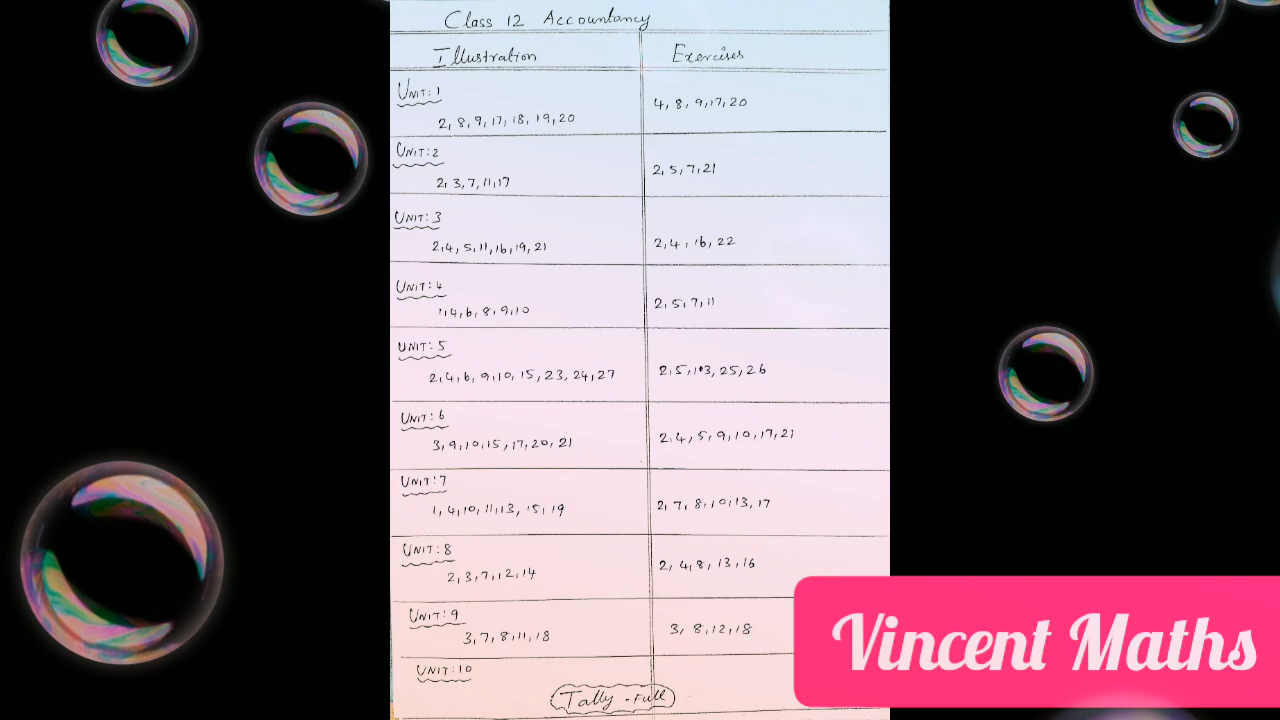 Class 12 Accountancy
Illustration Exercises
UNIT:1
2,8,9,17,18,19,20 4,8,9,17,20
UNIT:2
2,3,7,11,17 2,5,7,21
UNIT:3
2,4,5,11,16,19,21 2,4,16,22
UNIT:4
1,4,6,8,9,10 2,5,7,11
UNIT:5
2,4,6,9,10,15,23,24,27 2,5,13,25,26
UNIT:6
3,9,10,15,17,20,21 2,4,5,9,10,17,21
UNIT:7
1,4,10,11,13,15,19 2,7,8,10,13,17
UNIT:8
2,3,7,12,14 2,4,8,13,16
UNIT:9
3,7,8,11,18 3,8,12,18
UNIT:10
Tally - Full
Vincent Maths